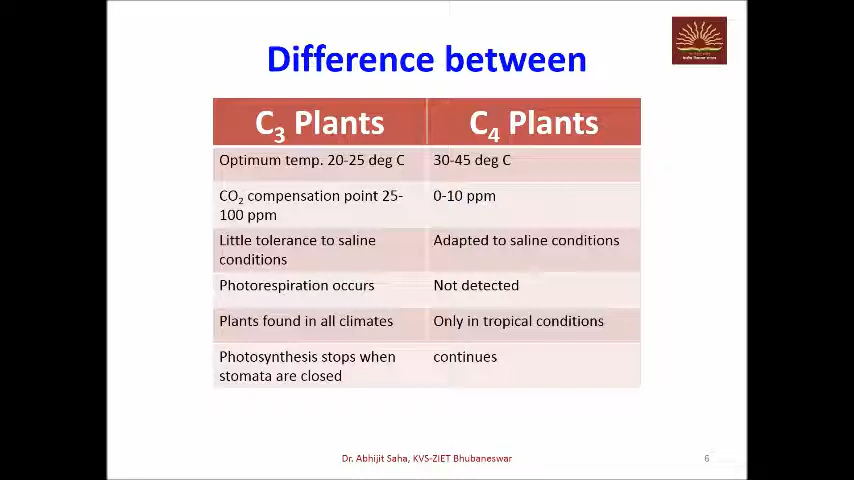 Difference between
C₃ Plants C₄ Plants
Optimum temp. 20-25 deg C 30-45 deg C
CO₂ compensation point 25- 0-10 ppm
100 ppm
Little tolerance to saline Adapted to saline conditions
conditions
Photorespiration occurs Not detected
Plants found in all climates Only in tropical conditions
Photosynthesis stops when continues
stomata are closed
Dr. Abhijit Saha, KVS-ZIET Bhubaneswar 6